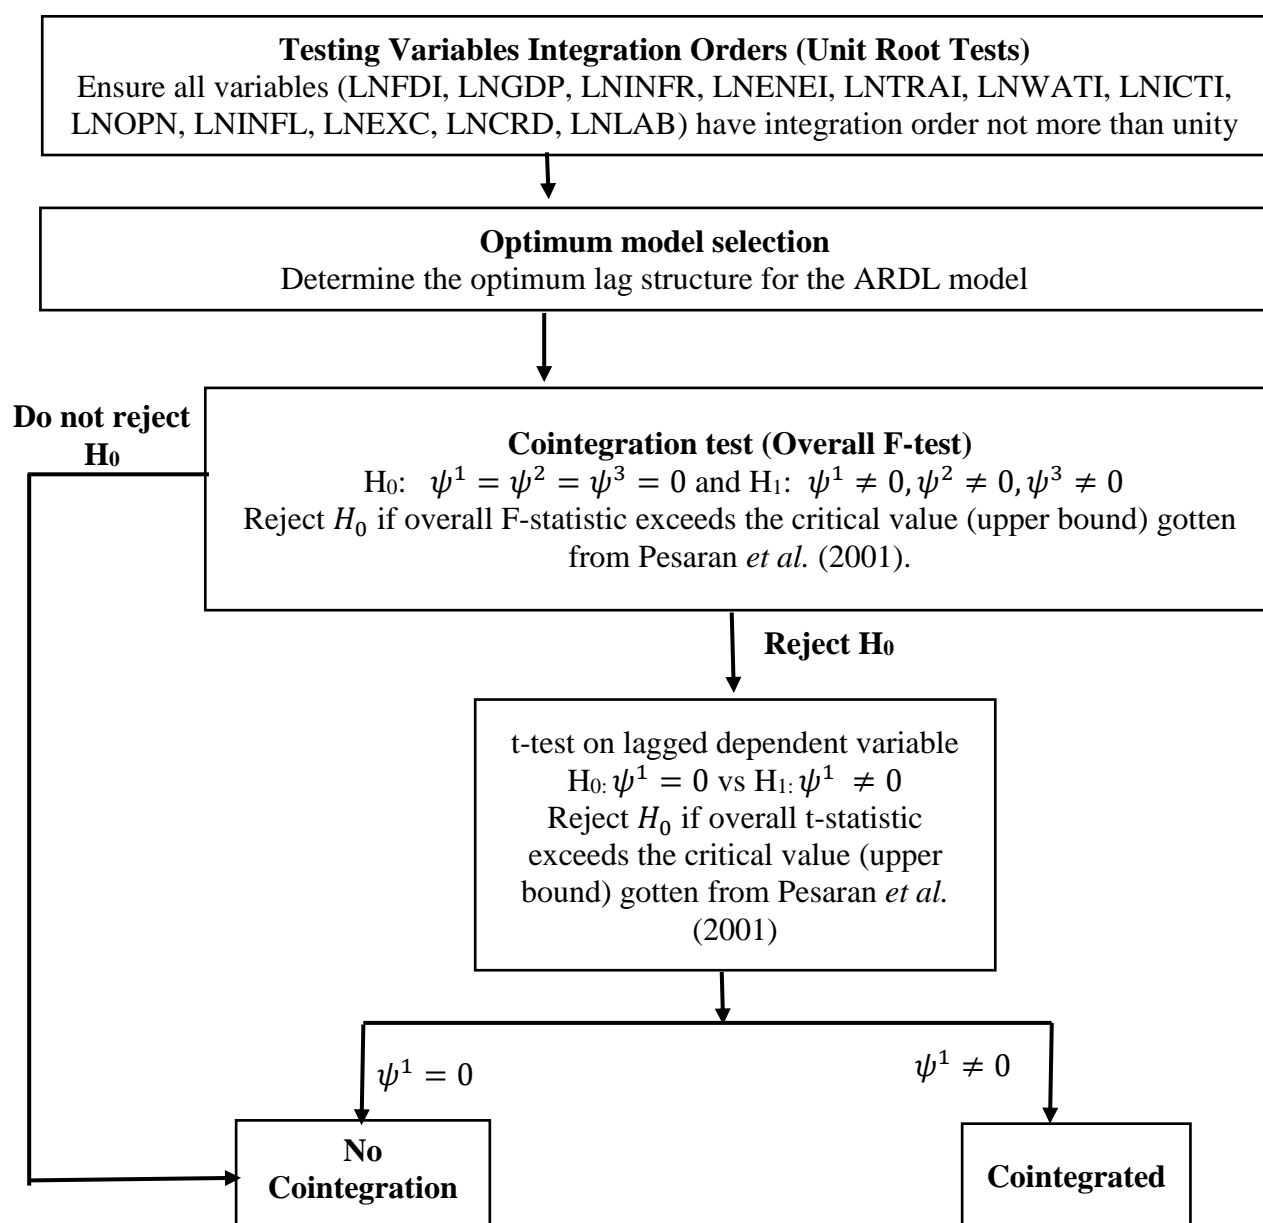 Testing Variables Integration Orders (Unit Root Tests)
Ensure all variables (LNFDI, LNGDP, LNINFR, LNENEI, LNTRAI, LNWATI, LNICTI,
LNOPN, LNINFL, LNEXC, LNCRD, LNLAB) have integration order not more than unity
Optimum model selection
Determine the optimum lag structure for the ARDL model
Do not reject
H₀
Cointegration test (Overall F-test)
H₀: ψ¹ = ψ² = ψ³ = 0 and H₁: ψ¹ ≠ 0, ψ² ≠ 0, ψ³ ≠ 0
Reject H₀ if overall F-statistic exceeds the critical value (upper bound) gotten
from Pesaran et al. (2001).
Reject H₀
t-test on lagged dependent variable
H₀: ψ¹ = 0 vs H₁: ψ¹ ≠ 0
Reject H₀ if overall t-statistic
exceeds the critical value (upper
bound) gotten from Pesaran et al.
(2001)
ψ¹ = 0
ψ¹ ≠ 0
No
Cointegration
Cointegrated